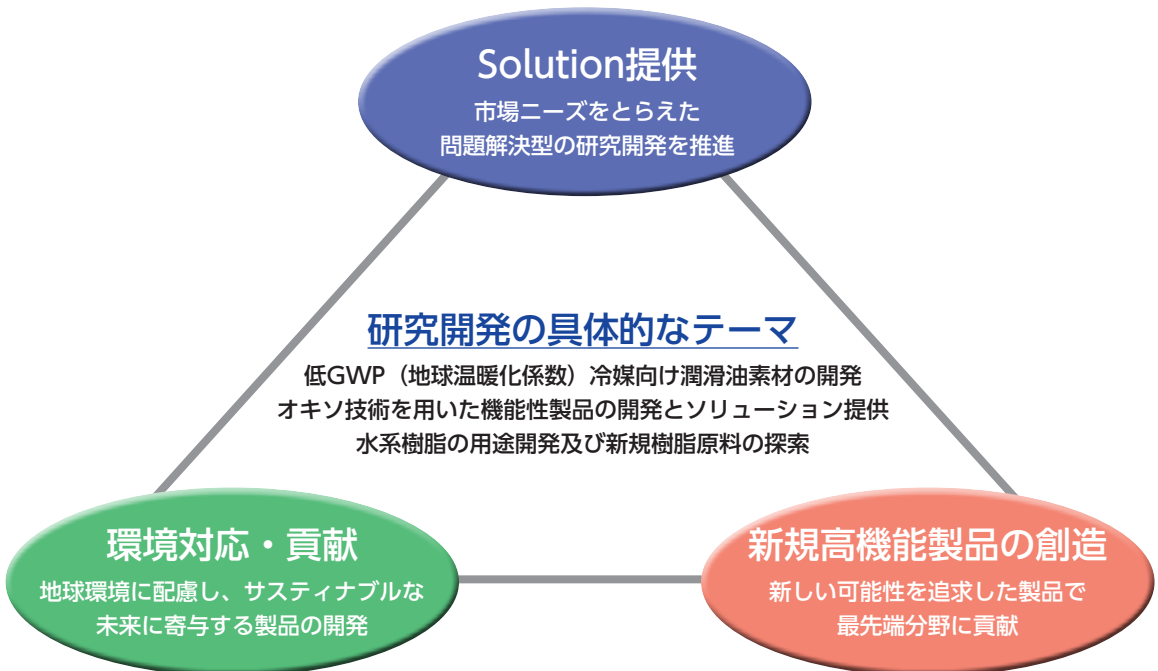 Solution提供
市場ニーズをとらえた
問題解決型の研究開発を推進
研究開発の具体的なテーマ
低GWP（地球温暖化係数）冷媒向け潤滑油素材の開発
オキソ技術を用いた機能性製品の開発とソリューション提供
水系樹脂の用途開発及び新規樹脂原料の探索
環境対応・貢献
地球環境に配慮し、サスティナブルな
未来に寄与する製品の開発
新規高機能製品の創造
新しい可能性を追求した製品で
最先端分野に貢献